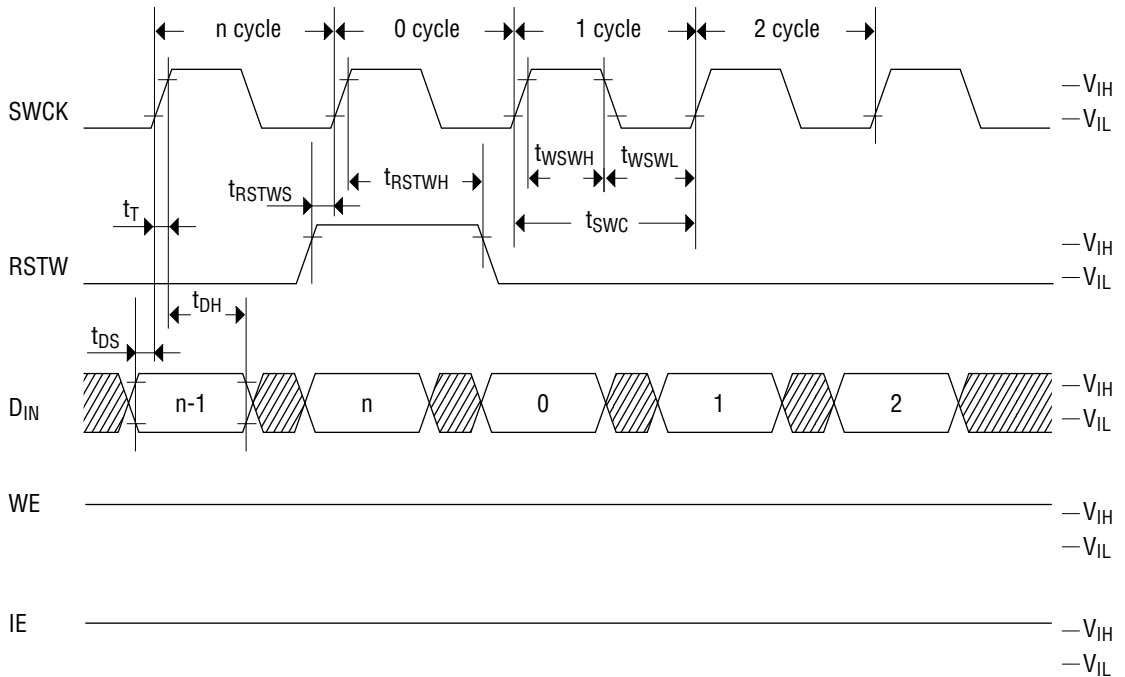 n cycle 0 cycle 1 cycle 2 cycle
SWCK
VIH
VIL
tWSWH tWSWL
tRSTWS tRSTWH
tT
tSWC
RSTW
VIH
VIL
tDH
tDS
DIN
n-1 n 0 1 2
VIH
VIL
WE
VIH
VIL
IE
VIH
VIL